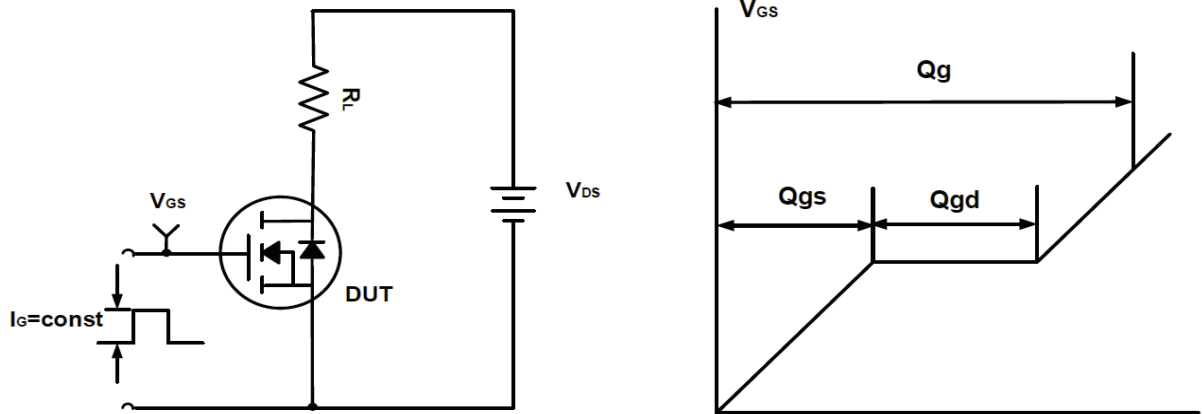 RL
VGS
VDS
DUT
IG=const
VGS
Qg
Qgs
Qgd